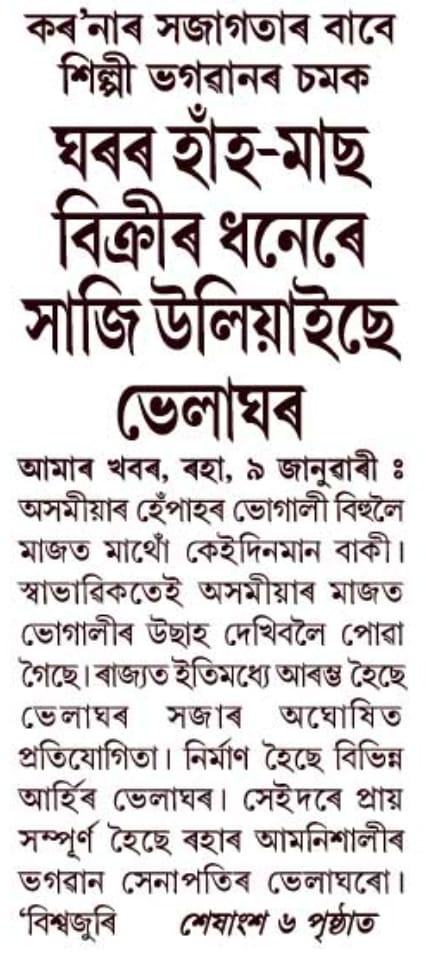 কৰ'নাৰ সজাগতাৰ বাবে
শিল্পী ভগৱানৰ চমক
ঘৰৰ হাঁহ-মাছ
বিক্ৰীৰ ধনেৰে
সাজি উলিয়াইছে
ভেলাঘৰ
আমাৰ খবৰ, ৰহা, ৯ জানুৱাৰী ঃ
অসমীয়াৰ হেঁপাহৰ ভোগালী বিহুলৈ
মাজত মাথোঁ কেইদিনমান বাকী।
স্বাভাৱিকতেই অসমীয়াৰ মাজত
ভোগালীৰ উছাহ দেখিবলৈ পোৱা
গৈছে। ৰাজ্যত ইতিমধ্যে আৰম্ভ হৈছে
ভেলাঘৰ সজাৰ অঘোষিত
প্ৰতিযোগিতা। নিৰ্মাণ হৈছে বিভিন্ন
আৰ্হিৰ ভেলাঘৰ। সেইদৰে প্ৰায়
সম্পূৰ্ণ হৈছে ৰহাৰ আমনিশালীৰ
ভগৱান সেনাপতিৰ ভেলাঘৰো।
'বিশ্বজুৰি শেষাংশ ৬ পৃষ্ঠাত